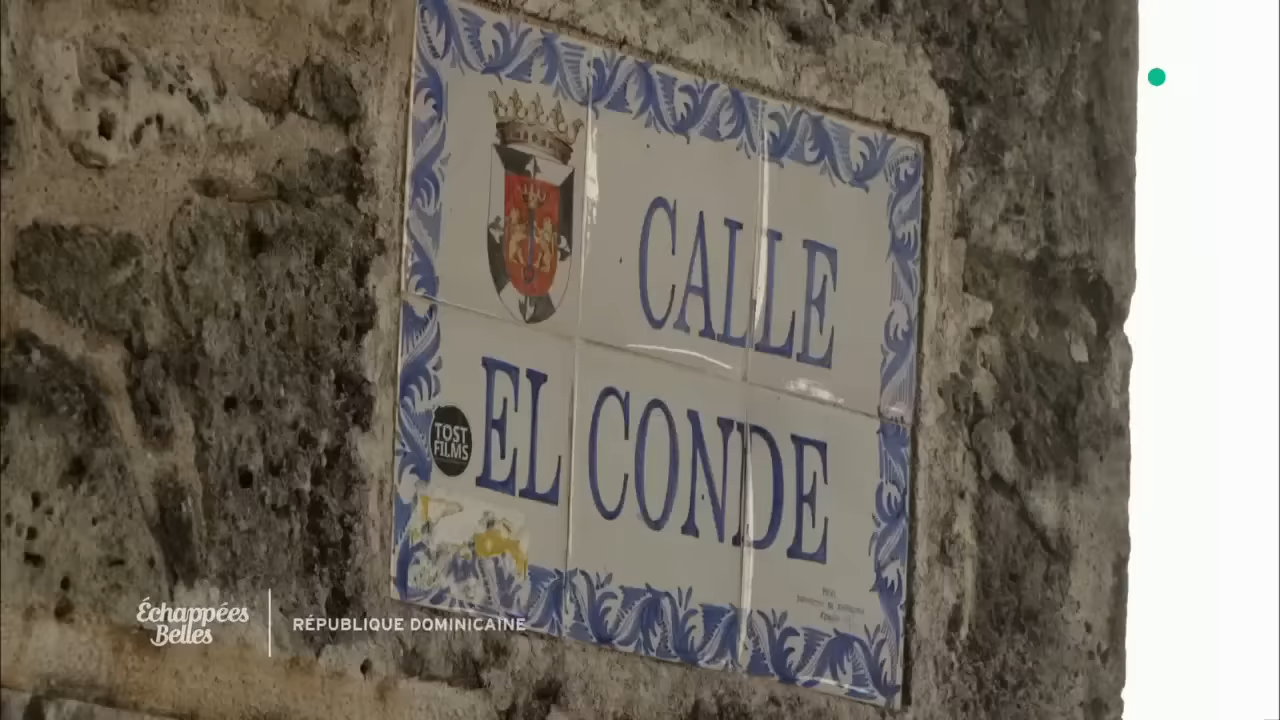 CALLE
EL CONDE
TOST
FILMS
Échappées
Belles
RÉPUBLIQUE DOMINICAINE